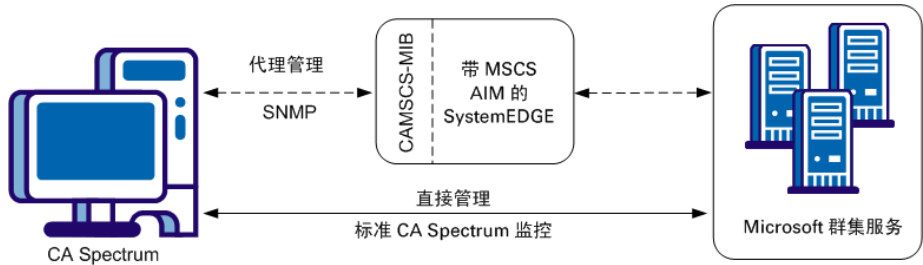 代理管理
SNMP
CAMSCS-MIB
带 MSCS
AIM 的
SystemEDGE
直接管理
标准 CA Spectrum 监控
CA Spectrum
Microsoft 群集服务